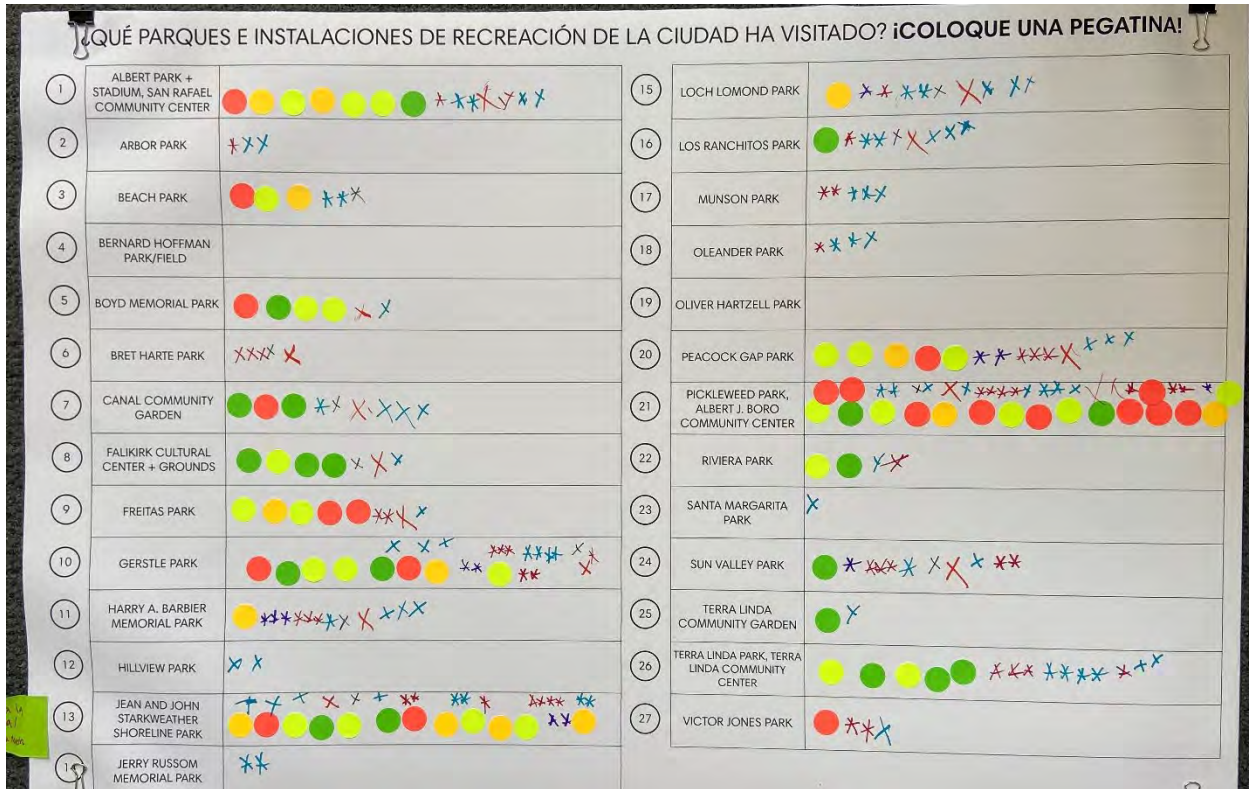 ¿QUÉ PARQUES E INSTALACIONES DE RECREACIÓN DE LA CIUDAD HA VISITADO? ¡COLOQUE UNA PEGATINA!
1
ALBERT PARK +
STADIUM, SAN RAFAEL
COMMUNITY CENTER
2
ARBOR PARK
3
BEACH PARK
4
BERNARD HOFFMAN
PARK/FIELD
5
BOYD MEMORIAL PARK
6
BRET HARTE PARK
7
CANAL COMMUNITY
GARDEN
8
FALIKIRK CULTURAL
CENTER + GROUNDS
9
FREITAS PARK
10
GERSTLE PARK
11
HARRY A. BARBIER
MEMORIAL PARK
12
HILLVIEW PARK
13
JEAN AND JOHN
STARKWEATHER
SHORELINE PARK
14
JERRY RUSSOM
MEMORIAL PARK
15
LOCH LOMOND PARK
16
LOS RANCHITOS PARK
17
MUNSON PARK
18
OLEANDER PARK
19
OLIVER HARTZELL PARK
20
PEACOCK GAP PARK
21
PICKLEWEED PARK,
ALBERT J. BORO
COMMUNITY CENTER
22
RIVIERA PARK
23
SANTA MARGARITA
PARK
24
SUN VALLEY PARK
25
TERRA LINDA
COMMUNITY GARDEN
26
TERRA LINDA PARK, TERRA
LINDA COMMUNITY
CENTER
27
VICTOR JONES PARK